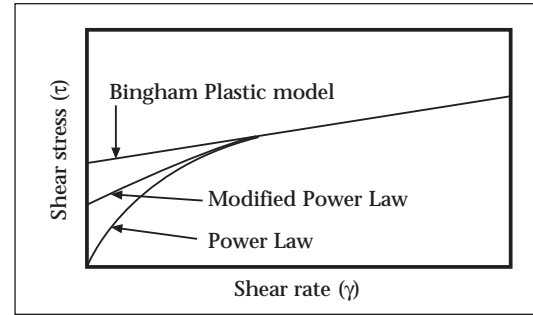 Bingham Plastic model
Shear stress (τ)
Modified Power Law
Power Law
Shear rate (γ)